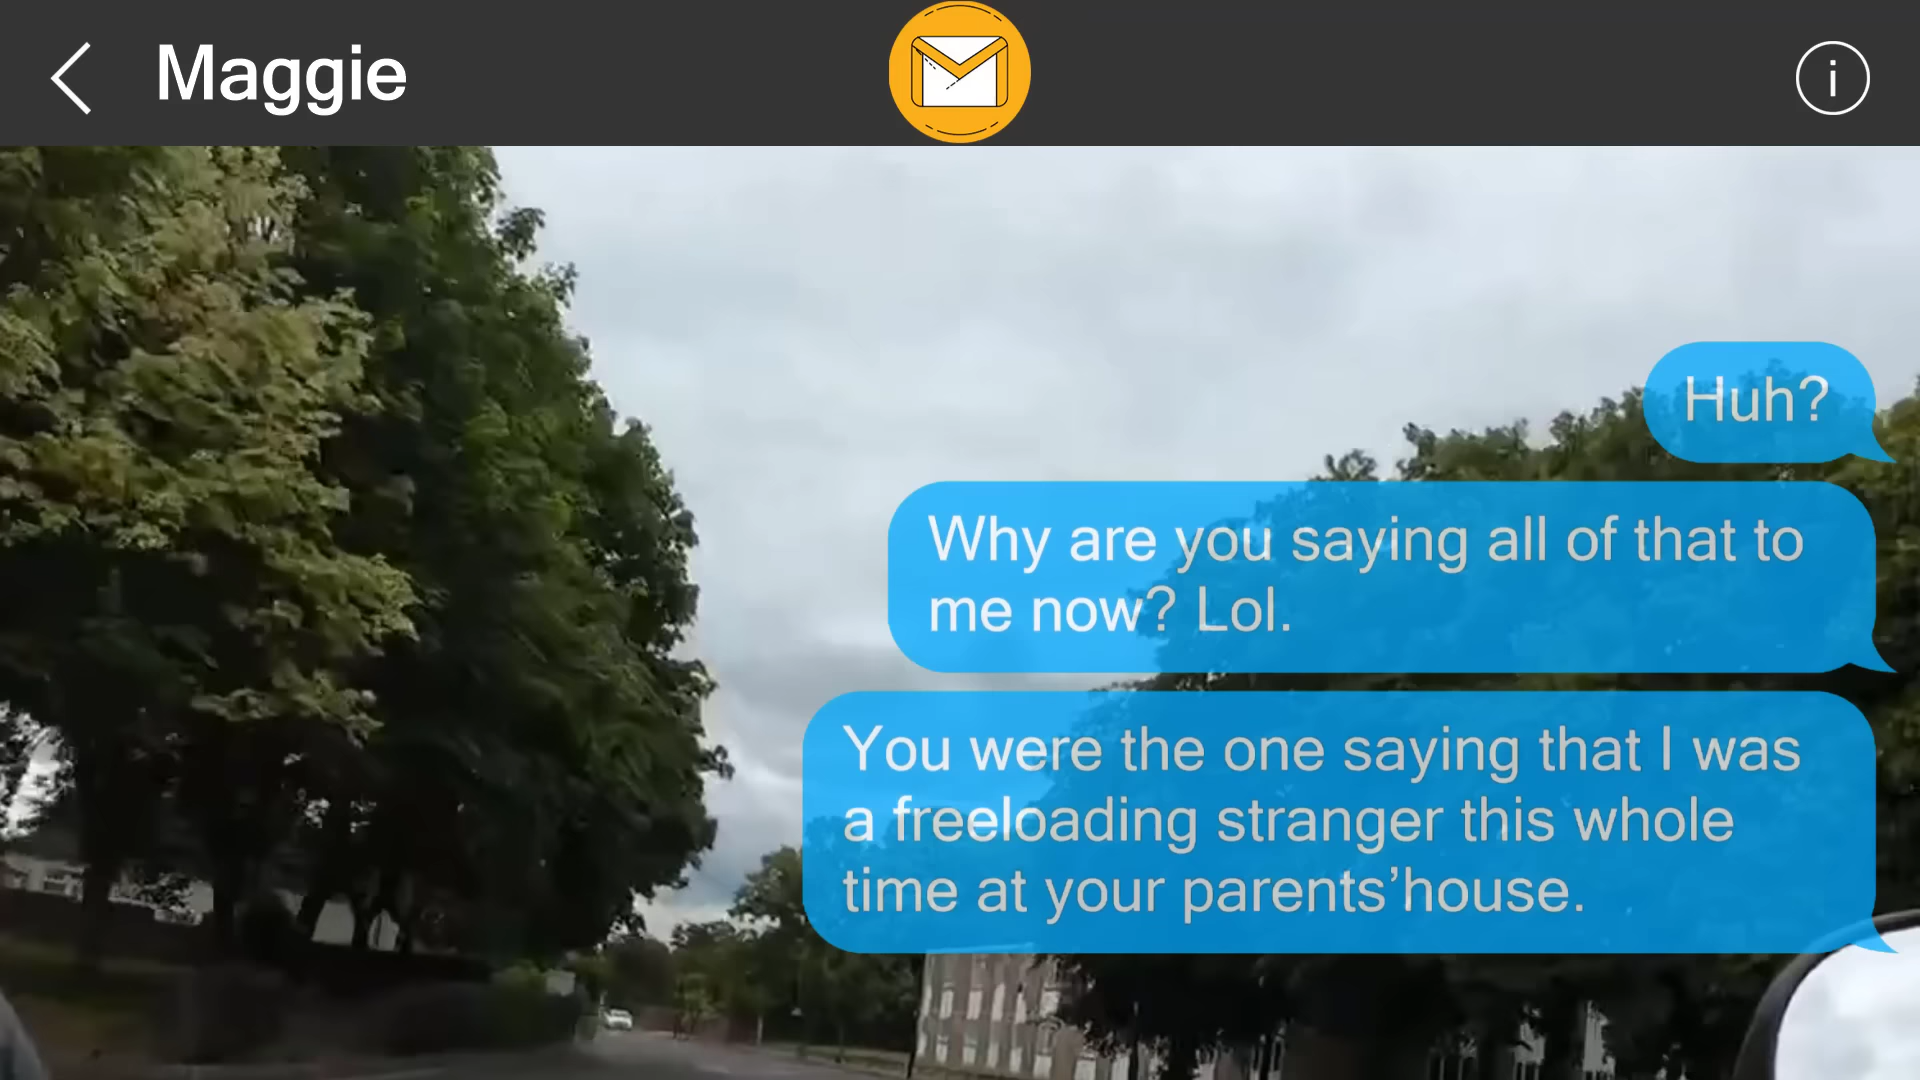 Maggie
Huh?
Why are you saying all of that to
me now? Lol.
You were the one saying that I was
a freeloading stranger this whole
time at your parents’house.